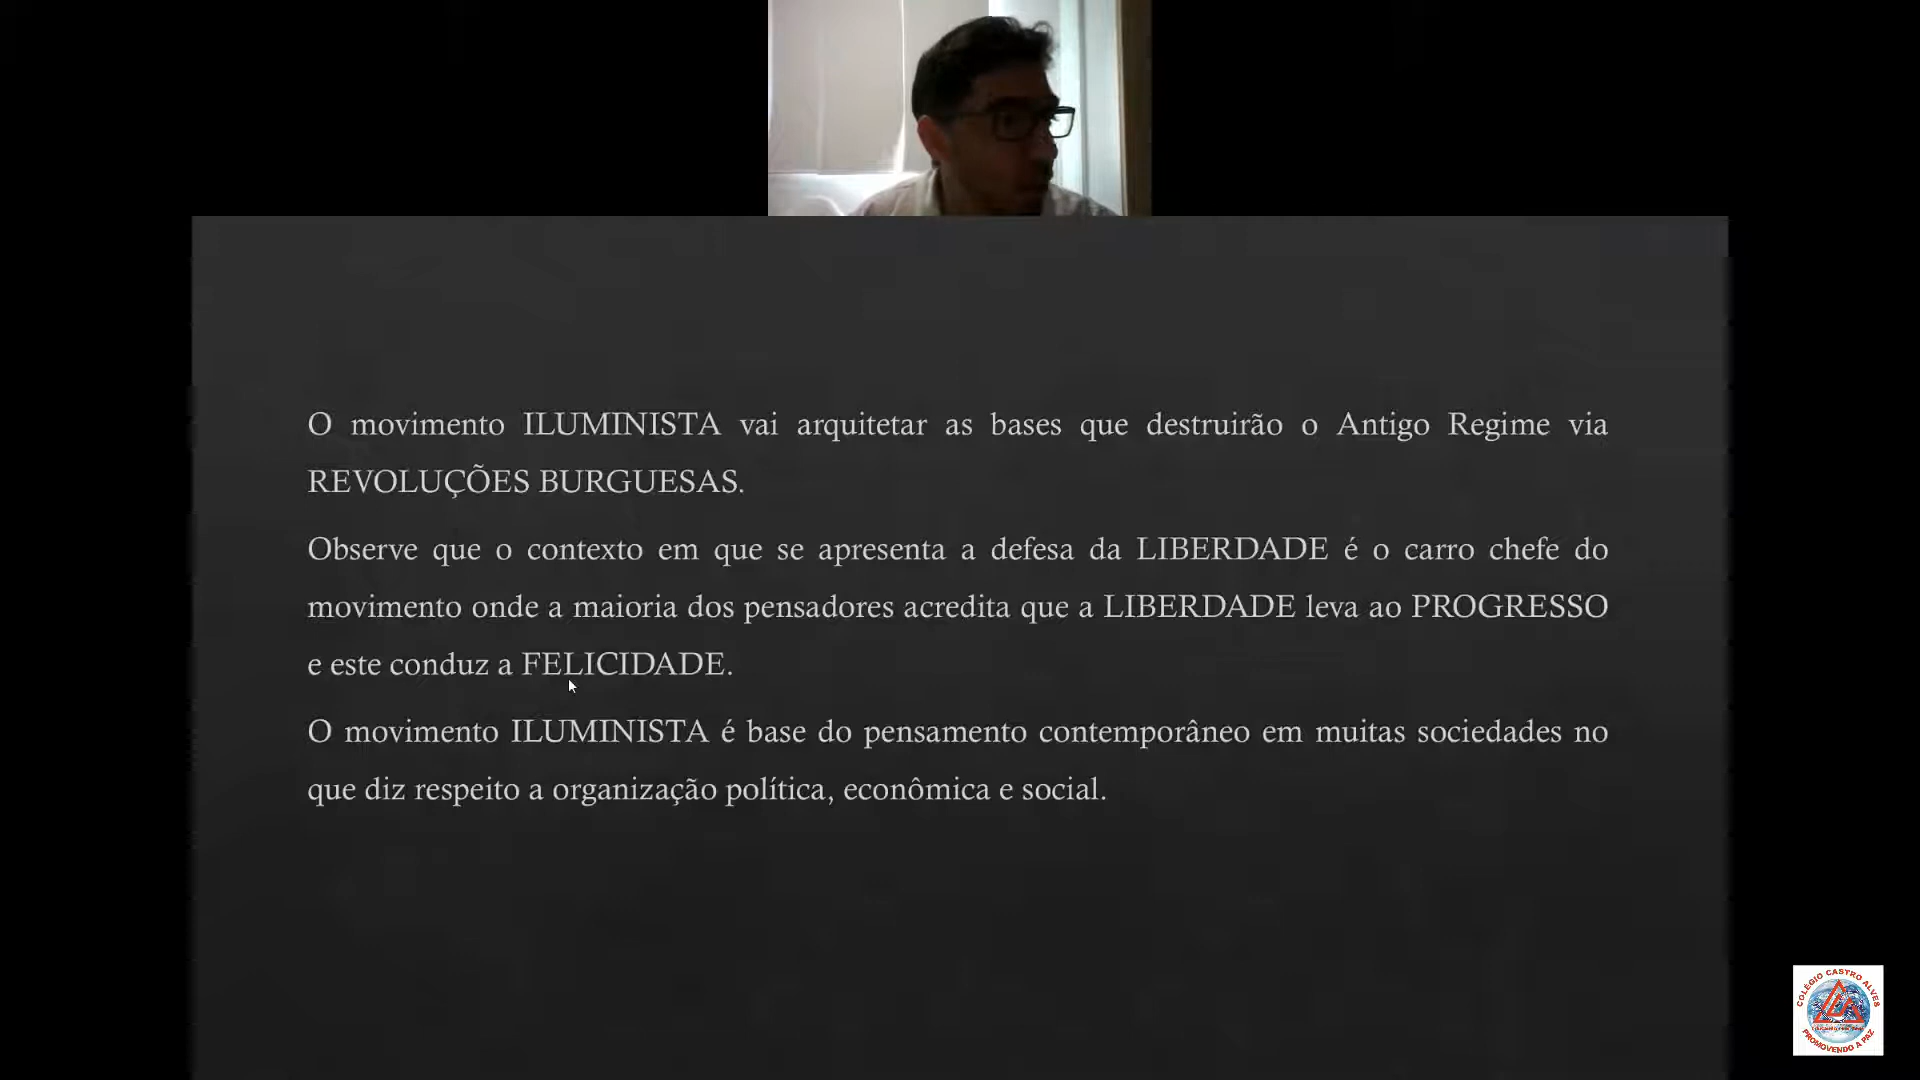 O movimento ILUMINISTA vai arquitetar as bases que destruirão o Antigo Regime via
REVOLUÇÕES BURGUESAS.
Observe que o contexto em que se apresenta a defesa da LIBERDADE é o carro chefe do
movimento onde a maioria dos pensadores acredita que a LIBERDADE leva ao PROGRESSO
e este conduz a FELICIDADE.
O movimento ILUMINISTA é base do pensamento contemporâneo em muitas sociedades no
que diz respeito a organização política, econômica e social.
COLÉGIO CASTRO ALVES
PROMOVENDO A PAZ